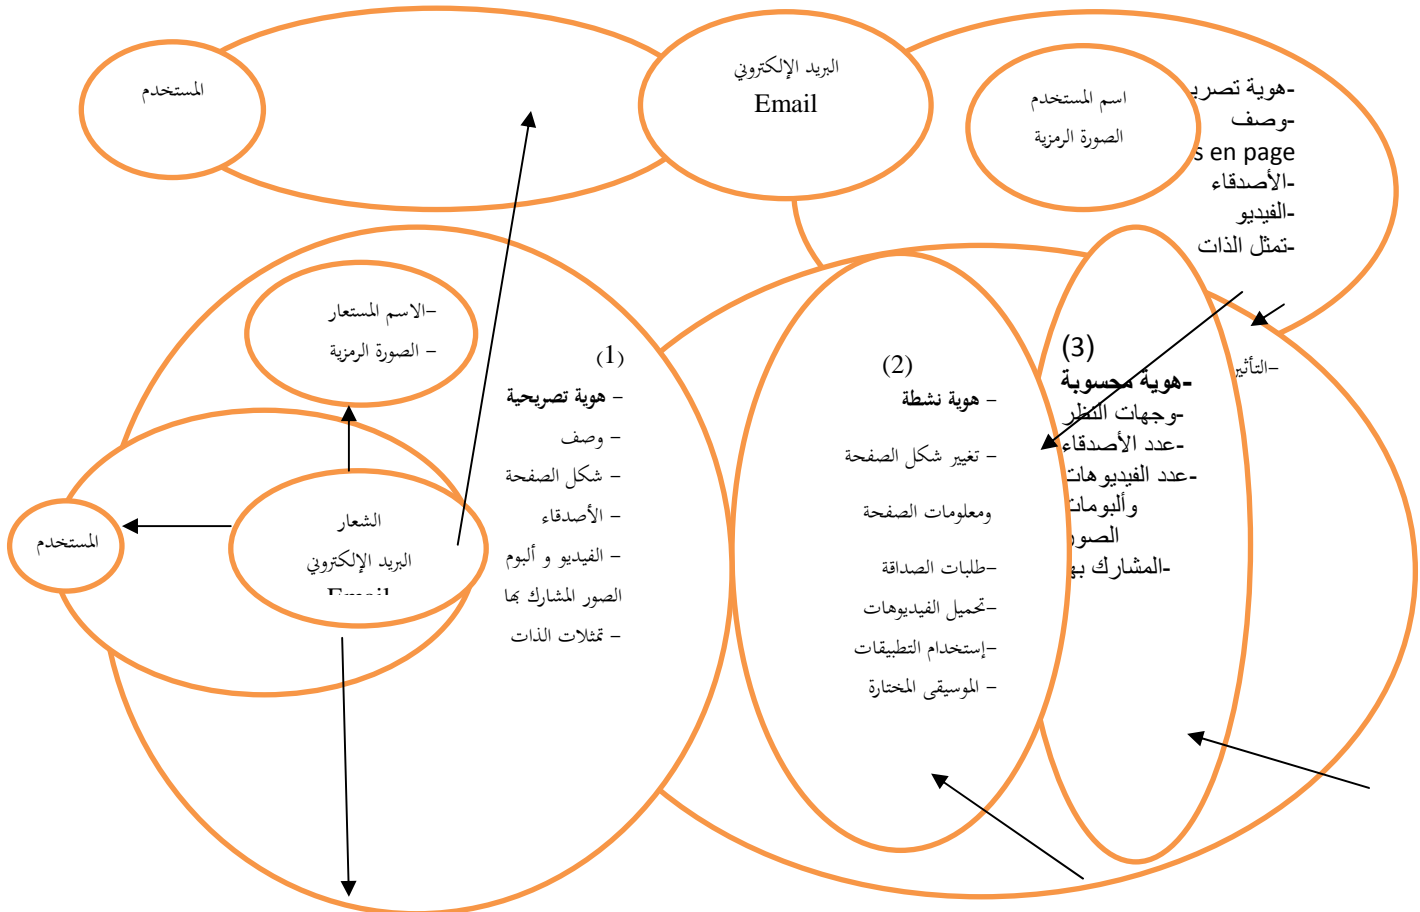 المستخدم
البريد الإلكتروني
Email
اسم المستخدم
الصورة الرمزية
-هوية
-وصف
en page
-الأصدقاء
-الفيديو
-تمثل الذات
-الاسم المستعار
- الصورة الرمزية
(1)
- هوية تصريحية
- وصف
- شكل الصفحة
- الأصدقاء
- الفيديو و ألبوم
الصور المشارك بها
- تمثلات الذات
الشعار
البريد الإلكتروني
Email
المستخدم
(2)
- هوية نشطة
- تغيير شكل الصفحة
ومعلومات الصفحة
-طلبات الصداقة
-تحميل الفيديوهات
-إستخدام التطبيقات
- الموسيقى المختارة
(3)
-هوية محسوبة
-وجهات النظر
-عدد الأصدقاء
-عدد الفيديوهات
وألبومات
الصور
-المشارك بها
-التأثير